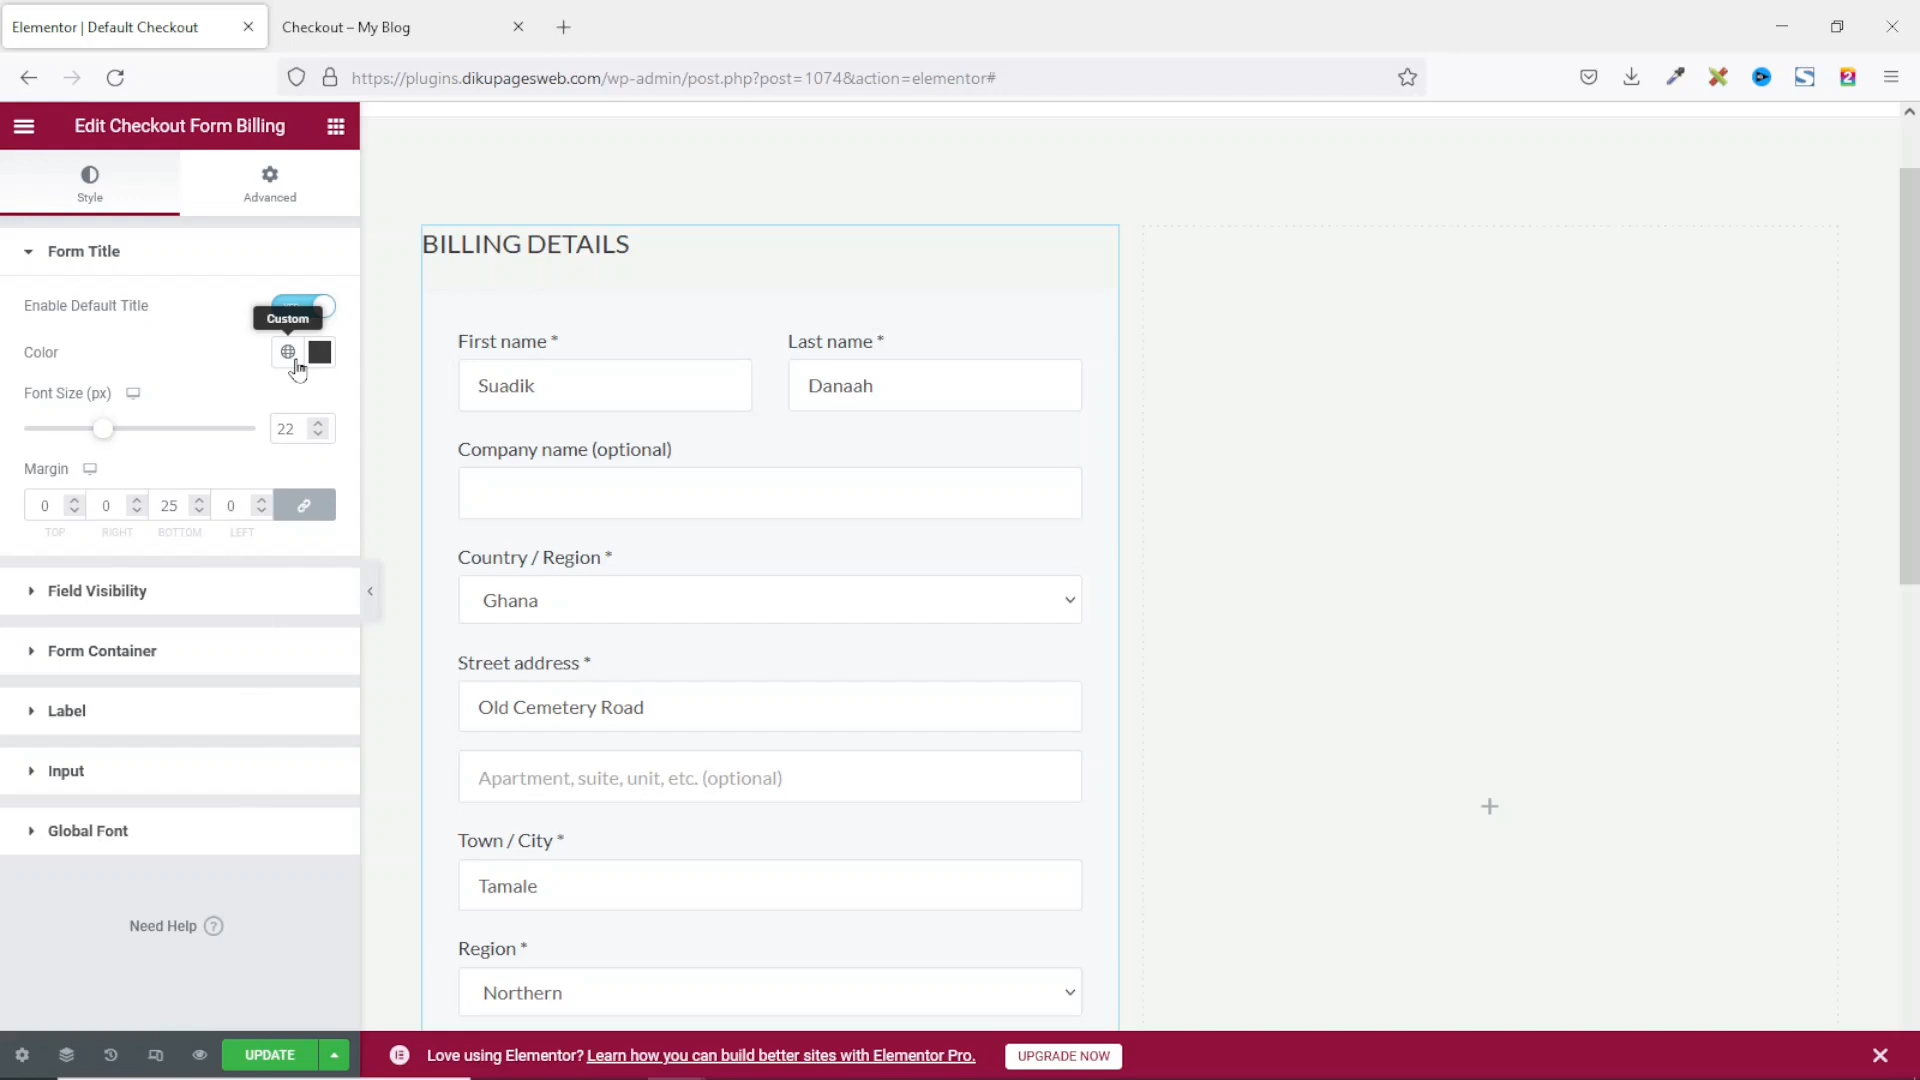 Elementor | Default Checkout
Checkout – My Blog
https://plugins.dikupagesweb.com/wp-admin/post.php?post=1074&action=elementor#
2
Edit Checkout Form Billing
Style
Advanced
Form Title
Enable Default Title
Custom
Color
Font Size (px)
22
Margin
0 0 25 0
TOP RIGHT BOTTOM LEFT
Field Visibility
Form Container
Label
Input
Global Font
Need Help ?
UPDATE
BILLING DETAILS
First name * Last name *
Suadik Danaah
Company name (optional)
Country / Region *
Ghana
Street address *
Old Cemetery Road
Apartment, suite, unit, etc. (optional)
Town / City *
Tamale
Region *
Northern
Love using Elementor? Learn how you can build better sites with Elementor Pro.
UPGRADE NOW